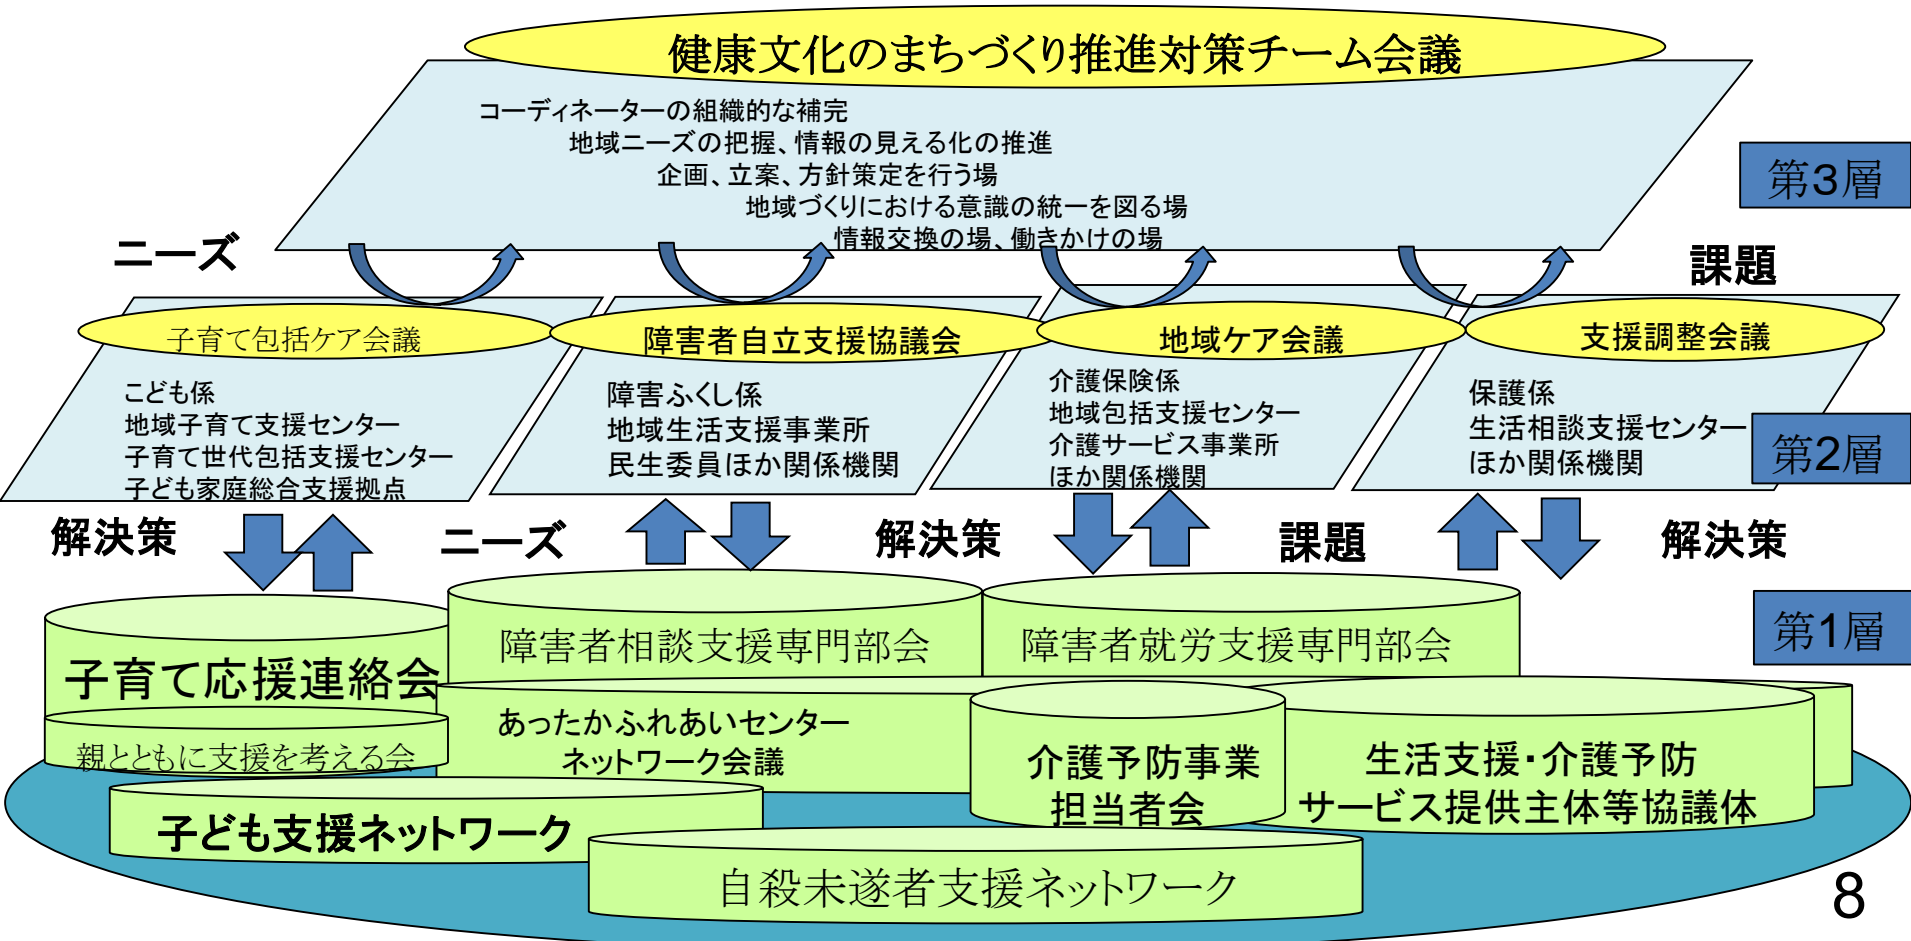 健康文化のまちづくり推進対策チーム会議
コーディネーターの組織的な補完
地域ニーズの把握、情報の見える化の推進
企画、立案、方針策定を行う場
地域づくりにおける意識の統一を図る場
情報交換の場、働きかけの場
第3層
ニーズ
課題
子育て包括ケア会議
こども係
地域子育て支援センター
子育て世代包括支援センター
子ども家庭総合支援拠点
障害者自立支援協議会
障害ふくし係
地域生活支援事業所
民生委員ほか関係機関
地域ケア会議
介護保険係
地域包括支援センター
介護サービス事業所
ほか関係機関
支援調整会議
保護係
生活相談支援センター
ほか関係機関
第2層
解決策
ニーズ
解決策
課題
解決策
第1層
子育て応援連絡会
親とともに支援を考える会
障害者相談支援専門部会
障害者就労支援専門部会
あったかふれあいセンター
ネットワーク会議
介護予防事業
担当者会
生活支援・介護予防
サービス提供主体等協議体
子ども支援ネットワーク
自殺未遂者支援ネットワーク
8